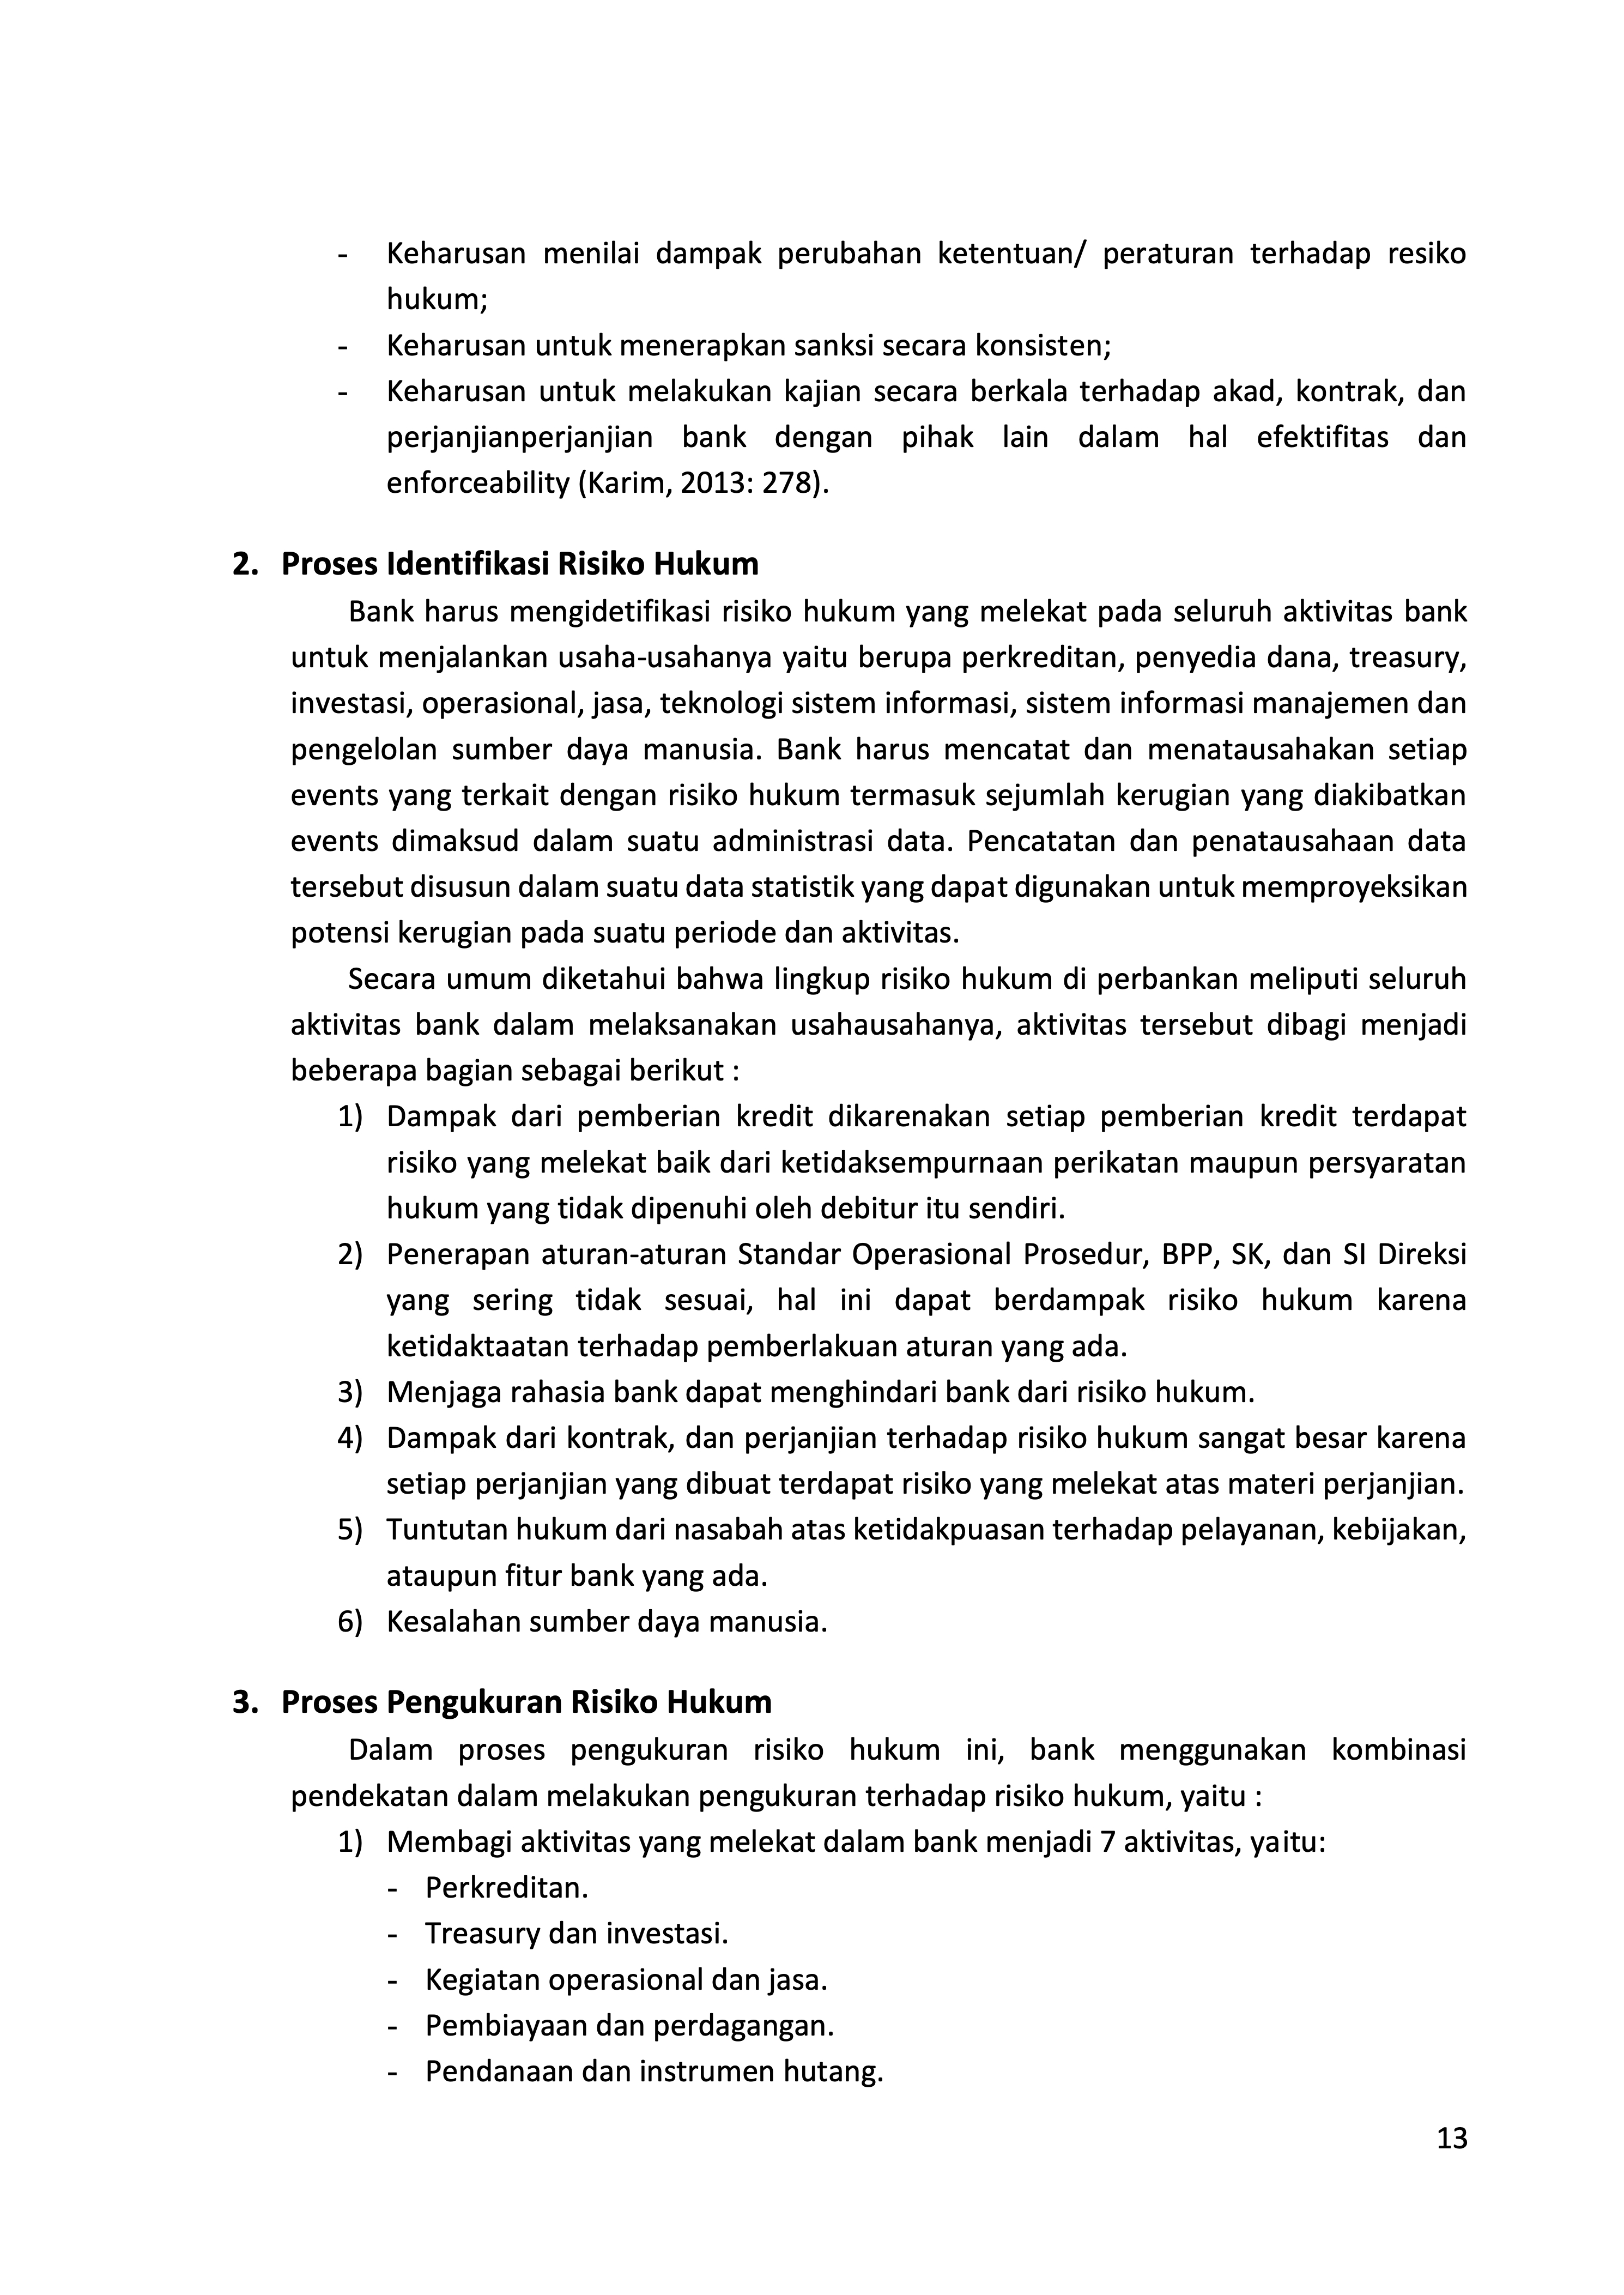 - Keharusan menilai dampak perubahan ketentuan/ peraturan terhadap resiko
hukum;
- Keharusan untuk menerapkan sanksi secara konsisten;
- Keharusan untuk melakukan kajian secara berkala terhadap akad, kontrak, dan
perjanjianperjanjian bank dengan pihak lain dalam hal efektifitas dan
enforceability (Karim, 2013: 278).
2. Proses Identifikasi Risiko Hukum
Bank harus mengidetifikasi risiko hukum yang melekat pada seluruh aktivitas bank
untuk menjalankan usaha-usahanya yaitu berupa perkreditan, penyedia dana, treasury,
investasi, operasional, jasa, teknologi sistem informasi, sistem informasi manajemen dan
pengelolan sumber daya manusia. Bank harus mencatat dan menatausahakan setiap
events yang terkait dengan risiko hukum termasuk sejumlah kerugian yang diakibatkan
events dimaksud dalam suatu administrasi data. Pencatatan dan penatausahaan data
tersebut disusun dalam suatu data statistik yang dapat digunakan untuk memproyeksikan
potensi kerugian pada suatu periode dan aktivitas.
Secara umum diketahui bahwa lingkup risiko hukum di perbankan meliputi seluruh
aktivitas bank dalam melaksanakan usahausahanya, aktivitas tersebut dibagi menjadi
beberapa bagian sebagai berikut :
1) Dampak dari pemberian kredit dikarenakan setiap pemberian kredit terdapat
risiko yang melekat baik dari ketidaksempurnaan perikatan maupun persyaratan
hukum yang tidak dipenuhi oleh debitur itu sendiri.
2) Penerapan aturan-aturan Standar Operasional Prosedur, BPP, SK, dan SI Direksi
yang sering tidak sesuai, hal ini dapat berdampak risiko hukum karena
ketidaktaatan terhadap pemberlakuan aturan yang ada.
3) Menjaga rahasia bank dapat menghindari bank dari risiko hukum.
4) Dampak dari kontrak, dan perjanjian terhadap risiko hukum sangat besar karena
setiap perjanjian yang dibuat terdapat risiko yang melekat atas materi perjanjian.
5) Tuntutan hukum dari nasabah atas ketidakpuasan terhadap pelayanan, kebijakan,
ataupun fitur bank yang ada.
6) Kesalahan sumber daya manusia.
3. Proses Pengukuran Risiko Hukum
Dalam proses pengukuran risiko hukum ini, bank menggunakan kombinasi
pendekatan dalam melakukan pengukuran terhadap risiko hukum, yaitu :
1) Membagi aktivitas yang melekat dalam bank menjadi 7 aktivitas, yaitu:
- Perkreditan.
- Treasury dan investasi.
- Kegiatan operasional dan jasa.
- Pembiayaan dan perdagangan.
- Pendanaan dan instrumen hutang.
13